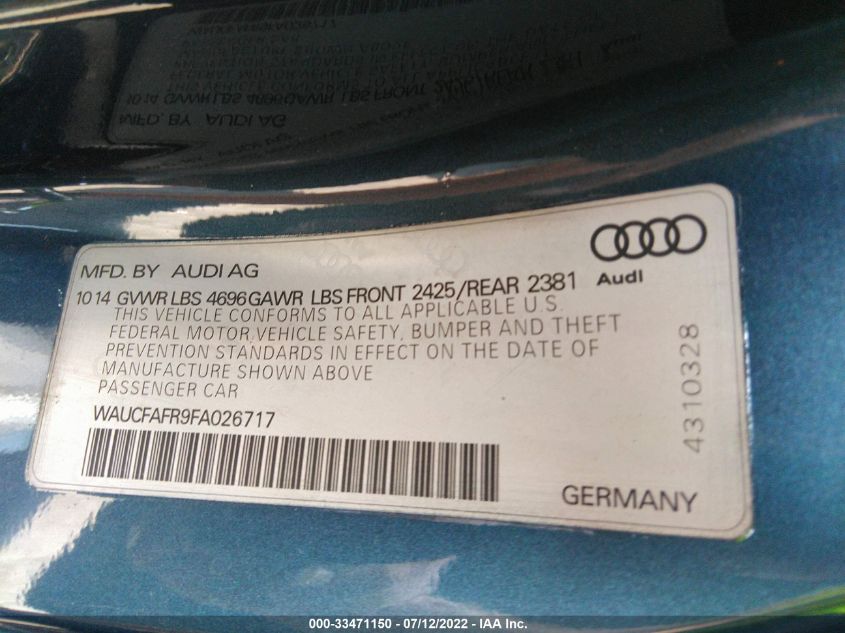 MFD. BY AUDI AG
Audi
1014 GVWR LBS 4696 GAWR LBS FRONT 2425/REAR 2381
THIS VEHICLE CONFORMS TO ALL APPLICABLE U.S.
FEDERAL MOTOR VEHICLE SAFETY, BUMPER AND THEFT
PREVENTION STANDARDS IN EFFECT ON THE DATE OF
MANUFACTURE SHOWN ABOVE
PASSENGER CAR
WAUCFAFR9FA026717
4310328
GERMANY
000-33471150 - 07/12/2022 - IAA Inc.